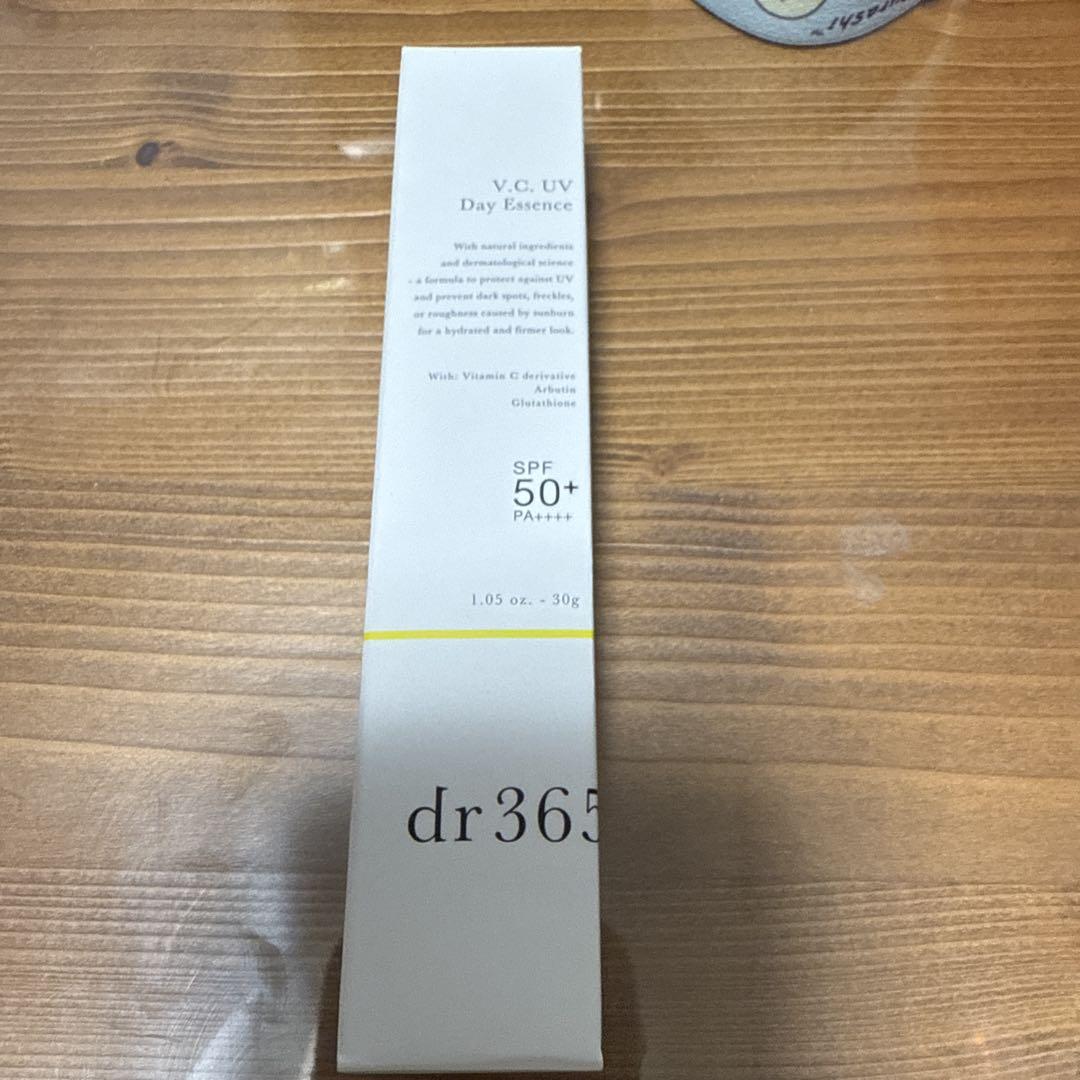 V.C. UV
Day Essence
With natural ingredients
and dermatological science
- a formula to protect against UV
and prevent dark spots, freckles,
or roughness caused by sunburn
for a hydrated and firmer look.
With: Vitamin C derivative
Arbutin
Glutathione
SPF
50+
PA++++
1.05 oz. - 30g
dr365